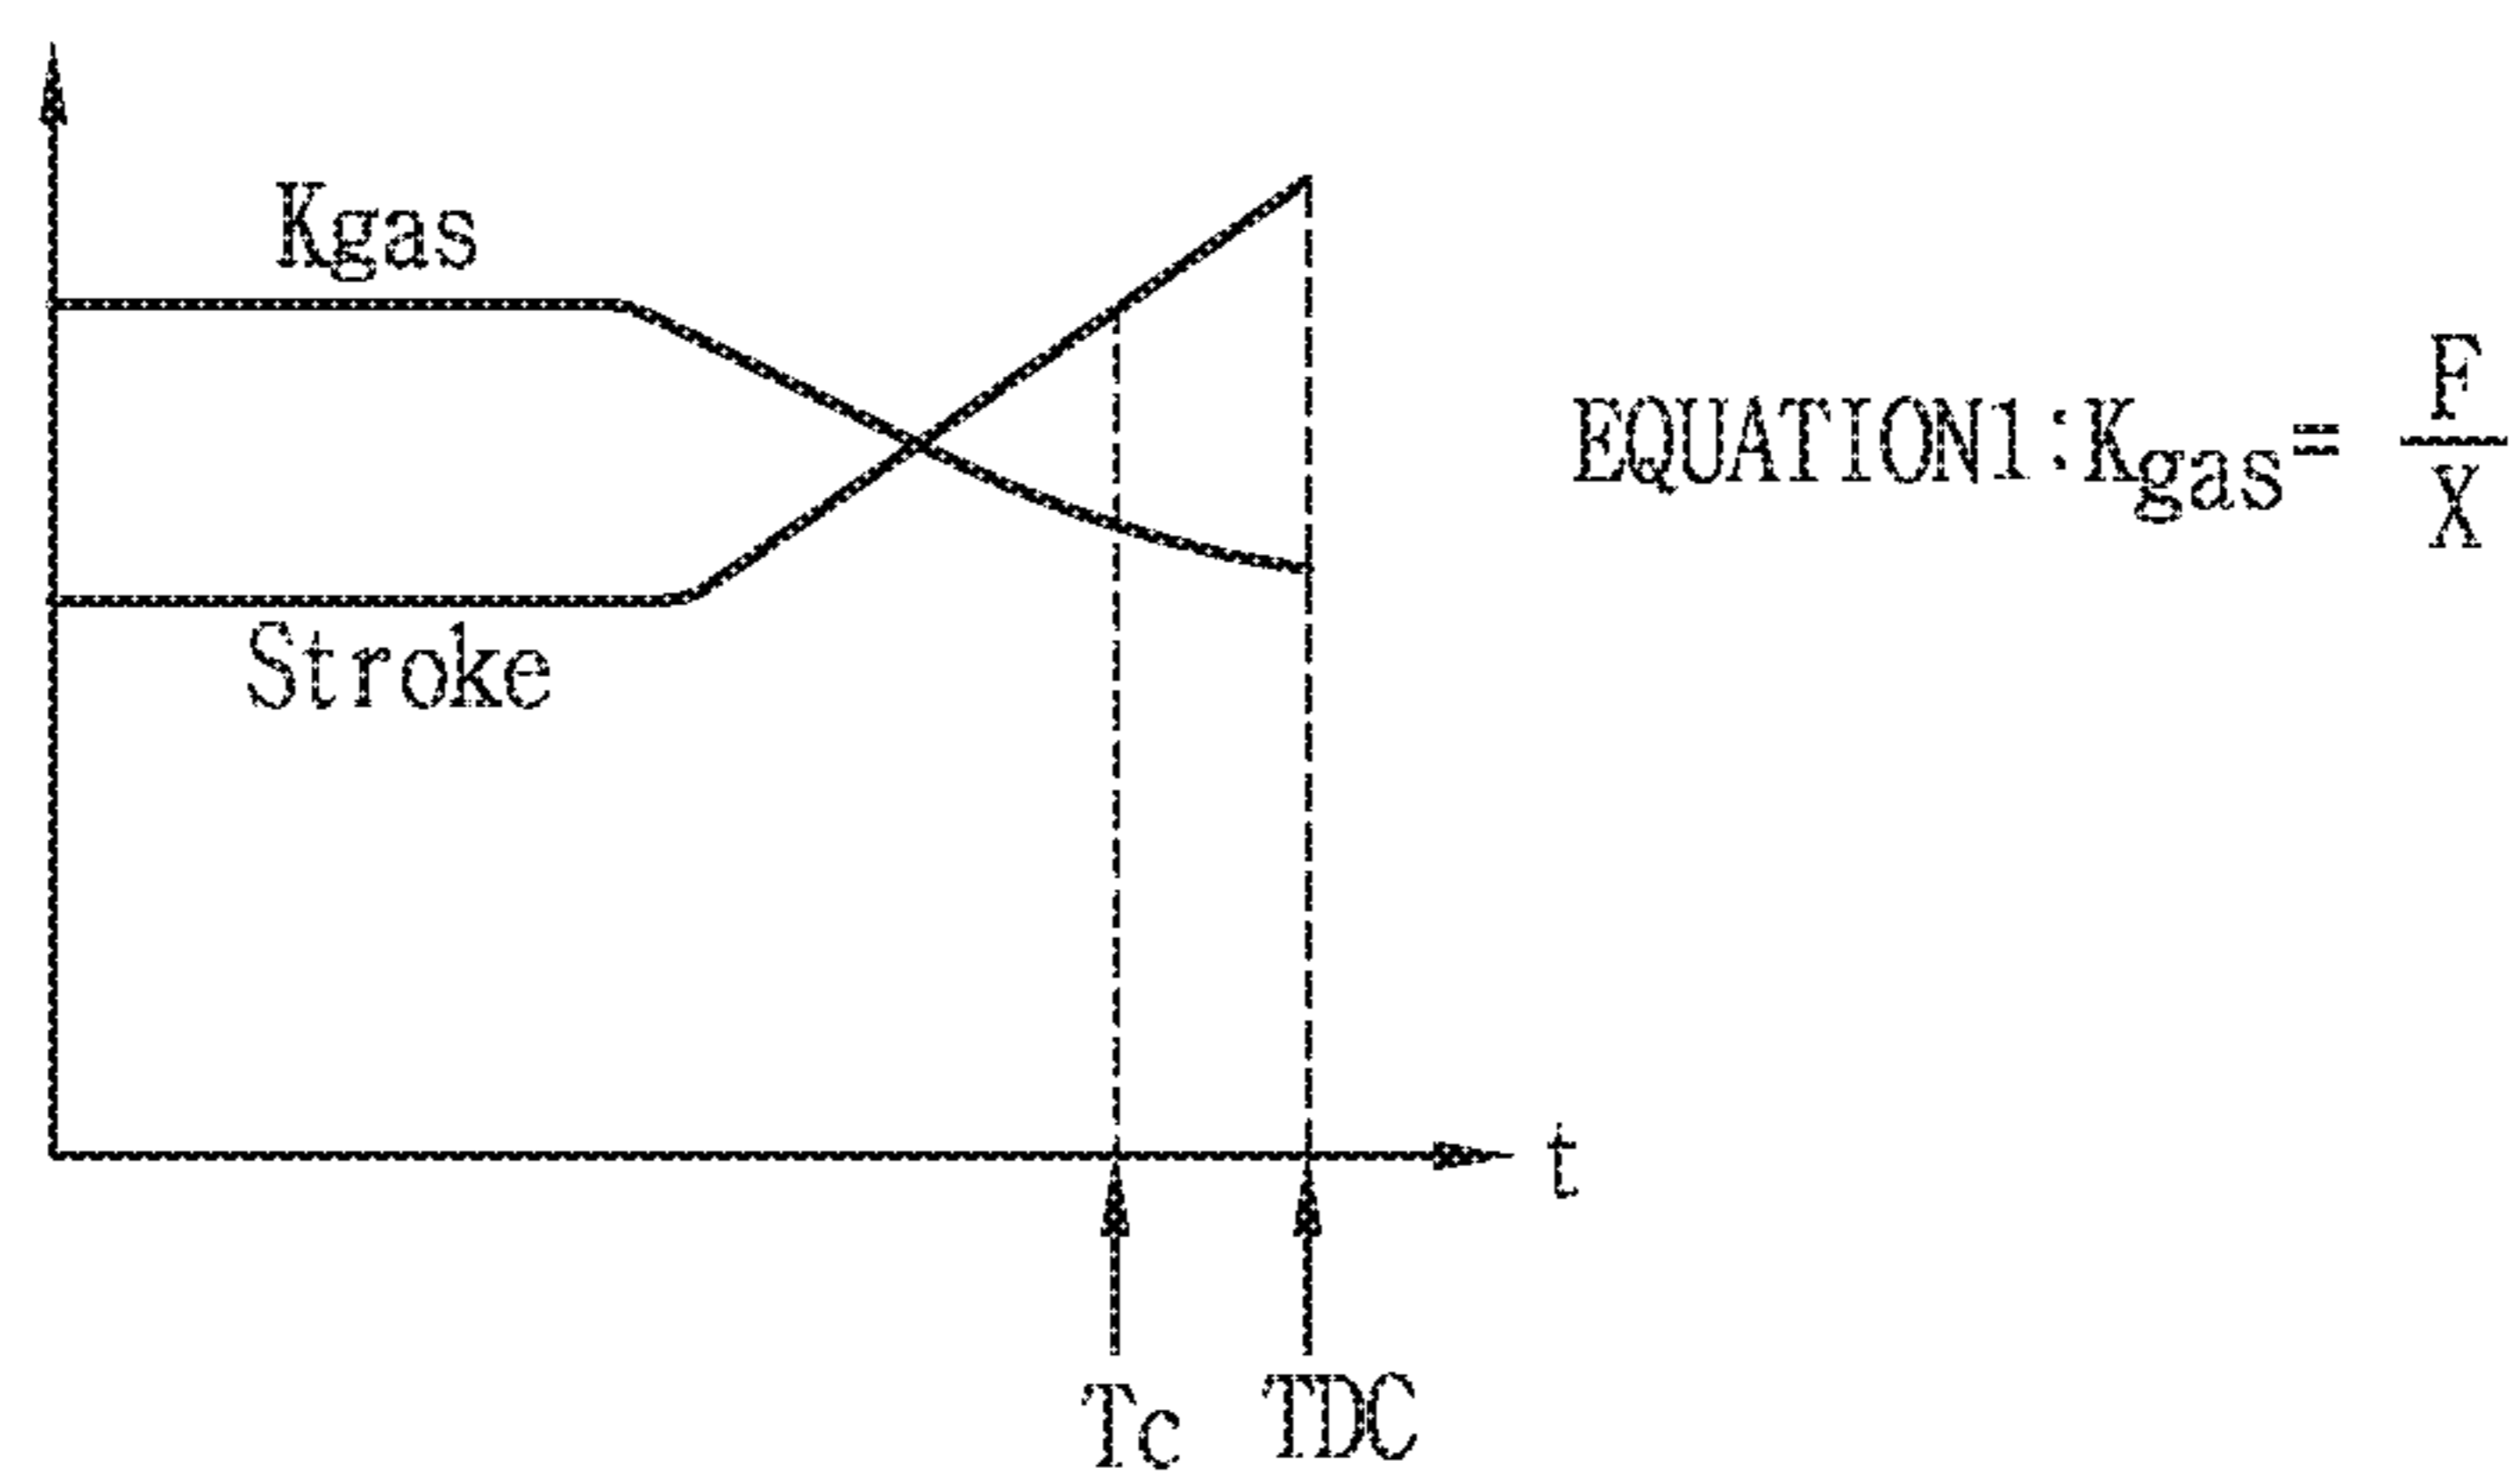 Kgas
EQUATION1:Kgas= F/X
Stroke
t
Tc TDC